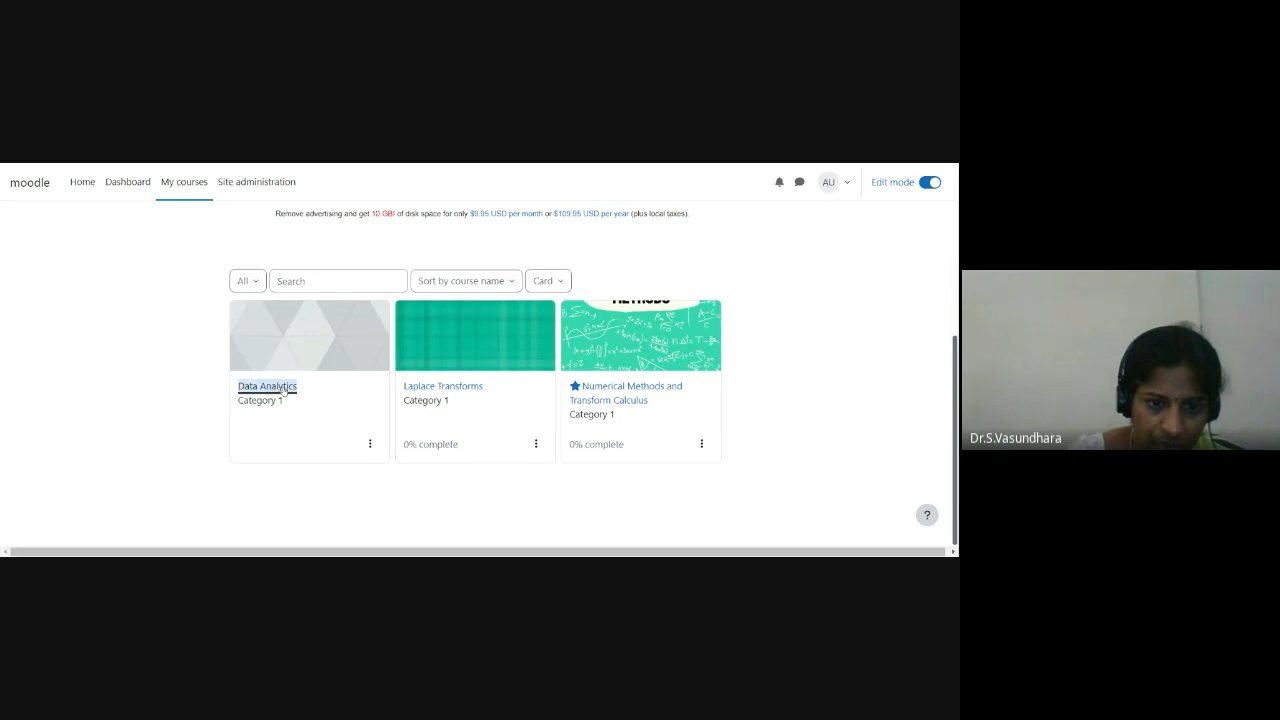 moodle Home Dashboard My courses Site administration AU Edit mode
Remove advertising and get 10 GB! of disk space for only $9.95 USD per month or $109.95 USD per year (plus local taxes).
All Search Sort by course name Card
METHODS
Data Analytics
Category 1
Laplace Transforms
Category 1
0% complete
Numerical Methods and
Transform Calculus
Category 1
0% complete
?
Dr.S.Vasundhara